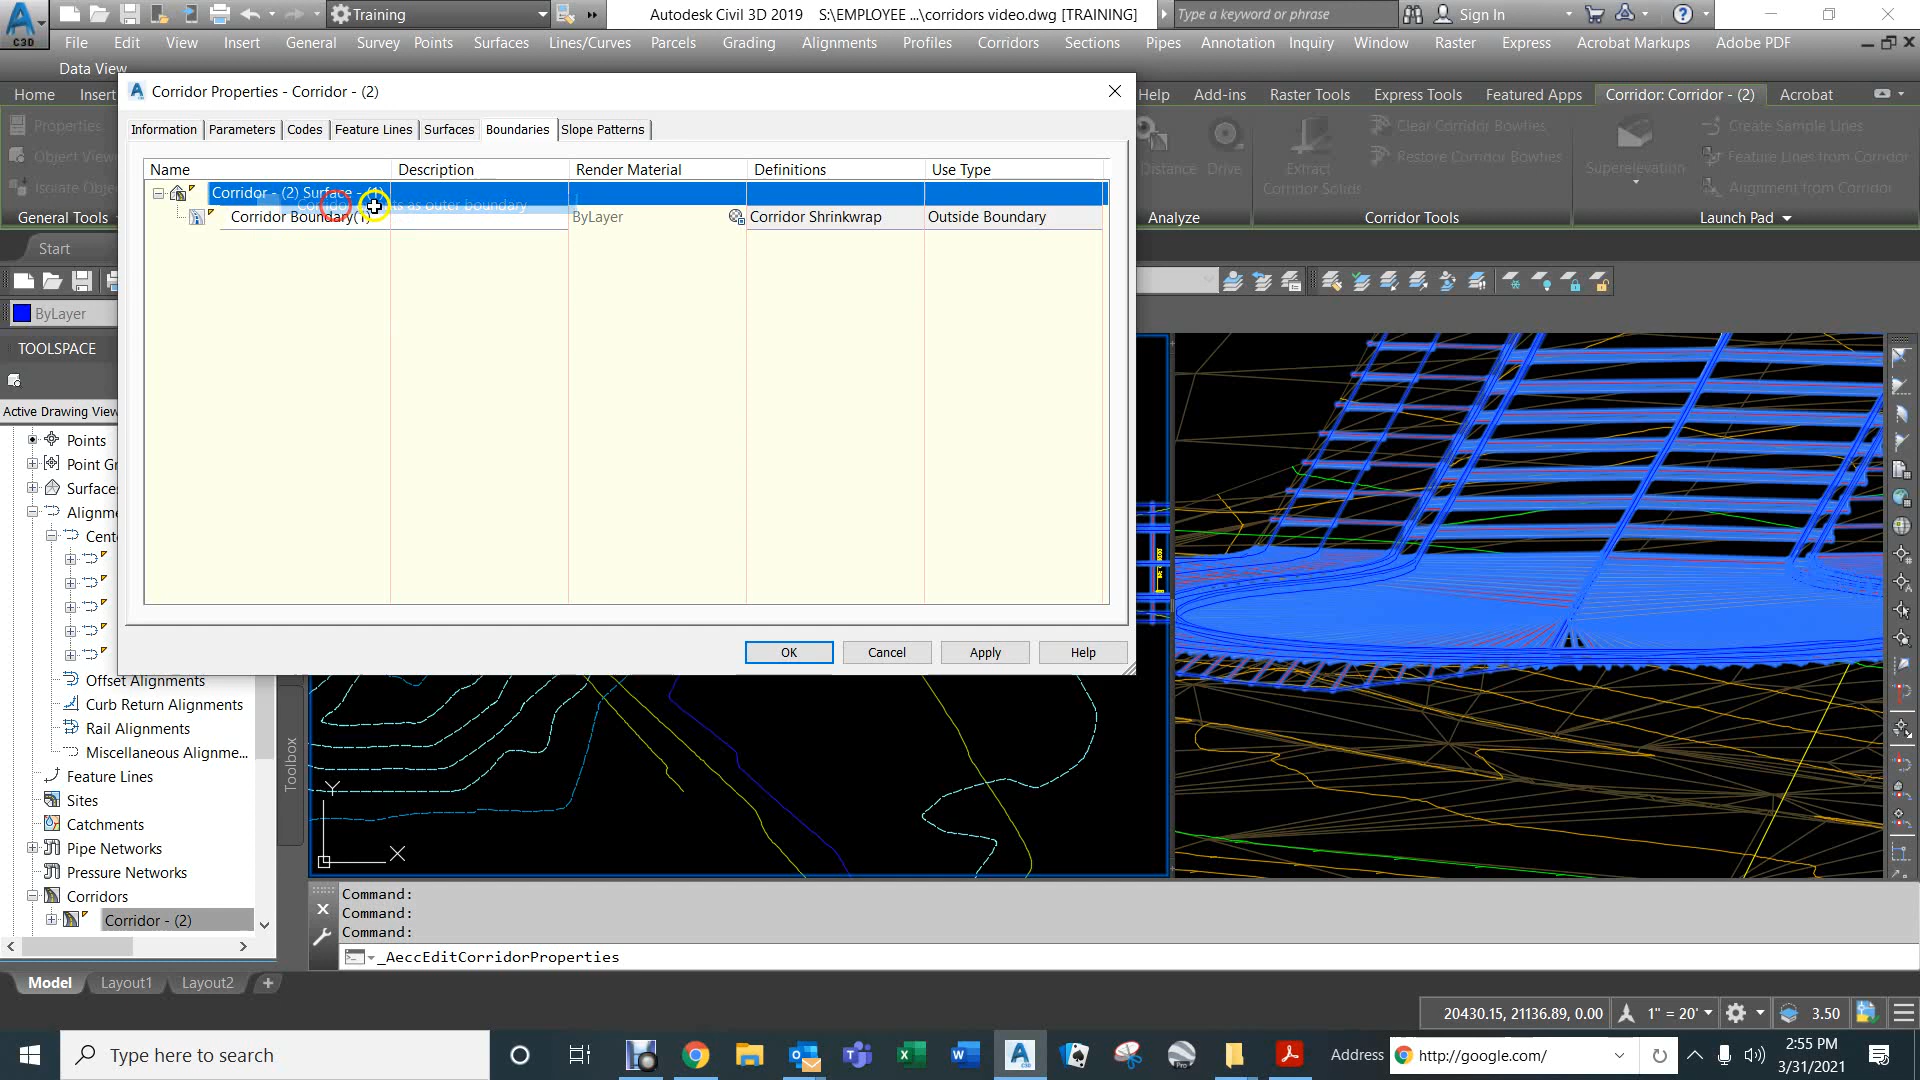 Training
Autodesk Civil 3D 2019 S:\EMPLOYEE ...\corridors video.dwg [TRAINING]
Type a keyword or phrase
Sign In
C3D
File Edit View Insert General Survey Points Surfaces Lines/Curves Parcels Grading Alignments Profiles Corridors Sections Pipes Annotation Inquiry Window Raster Express Acrobat Markups Adobe PDF
Data View
Home Insert
Help Add-ins Raster Tools Express Tools Featured Apps Corridor: Corridor - (2) Acrobat
Corridor Properties - Corridor - (2)
Properties
Object View
Isolate Obje
General Tools
Distance Drive
Analyze
Extract
Corridor Solids
Clear Corridor Bowties
Restore Corridor Bowties
Corridor Tools
Superelevation
Create Sample Lines
Feature Lines from Corridor
Alignment from Corridor
Launch Pad
Information Parameters Codes Feature Lines Surfaces Boundaries Slope Patterns
Name Description Render Material Definitions Use Type
Corridor - (2) Surface - (1)
as outer boundary
Corridor Boundary(1) ByLayer Corridor Shrinkwrap Outside Boundary
OK Cancel Apply Help
Start
ByLayer
TOOLSPACE
Active Drawing View
Points
Point Gr
Surfaces
Alignm
Cent
Offset Alignments
Curb Return Alignments
Rail Alignments
Miscellaneous Alignme...
Feature Lines
Sites
Catchments
Pipe Networks
Pressure Networks
Corridors
Corridor - (2)
Toolbox
Y
X
Command:
Command:
Command:
_AeccEditCorridorProperties
Model Layout1 Layout2 +
20430.15, 21136.89, 0.00 1" = 20' 3.50
Type here to search
Address http://google.com/
2:55 PM
3/31/2021